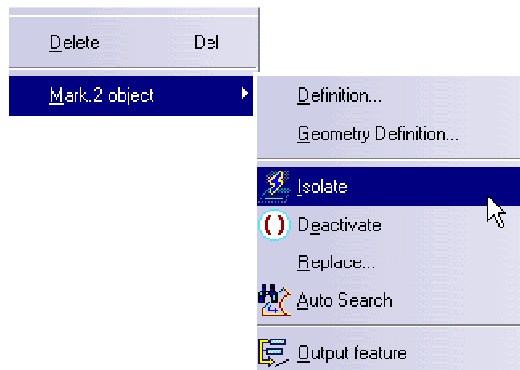 Delete Del
Mark.2 object
Definition...
Geometry Definition...
Isolate
Deactivate
Replace...
Auto Search
Output feature